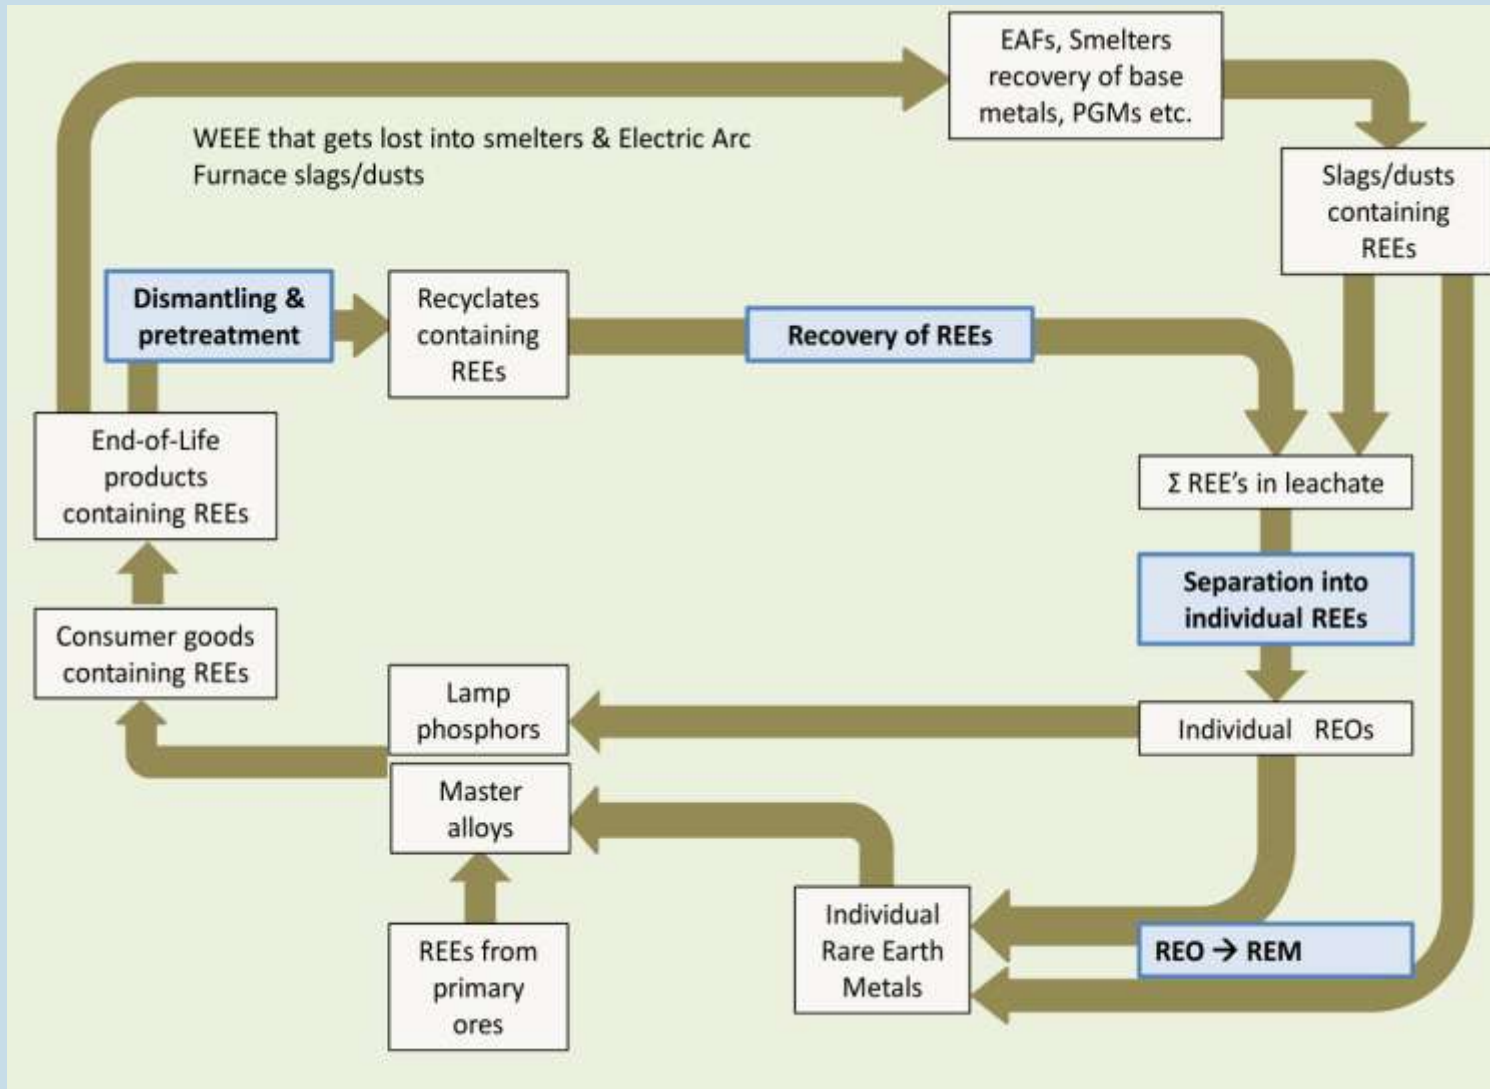 EAFs, Smelters
recovery of base
metals, PGMs etc.
WEEE that gets lost into smelters & Electric Arc
Furnace slags/dusts
Slags/dusts
containing
REEs
Dismantling &
pretreatment
Recyclates
containing
REEs
Recovery of REEs
End-of-Life
products
containing REEs
Σ REE's in leachate
Separation into
individual REEs
Consumer goods
containing REEs
Lamp
phosphors
Individual REOs
Master
alloys
Individual
Rare Earth
Metals
REO → REM
REEs from
primary
ores